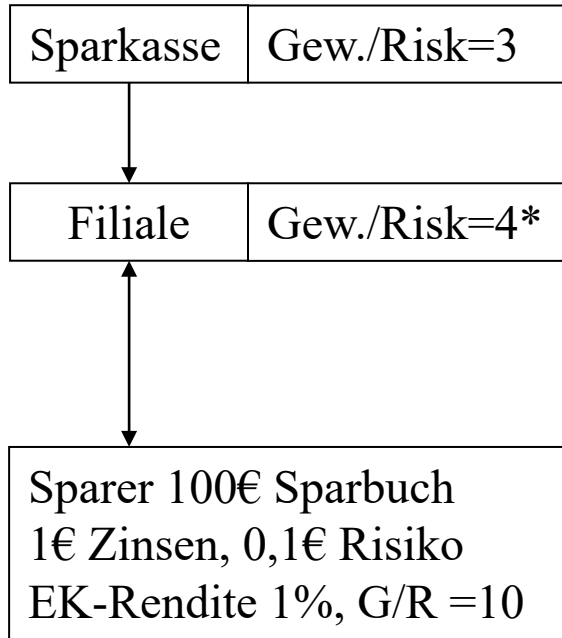 Sparkasse Gew./Risk=3
Filiale Gew./Risk=4*
Sparer 100€ Sparbuch
1€ Zinsen, 0,1€ Risiko
EK-Rendite 1%, G/R =10